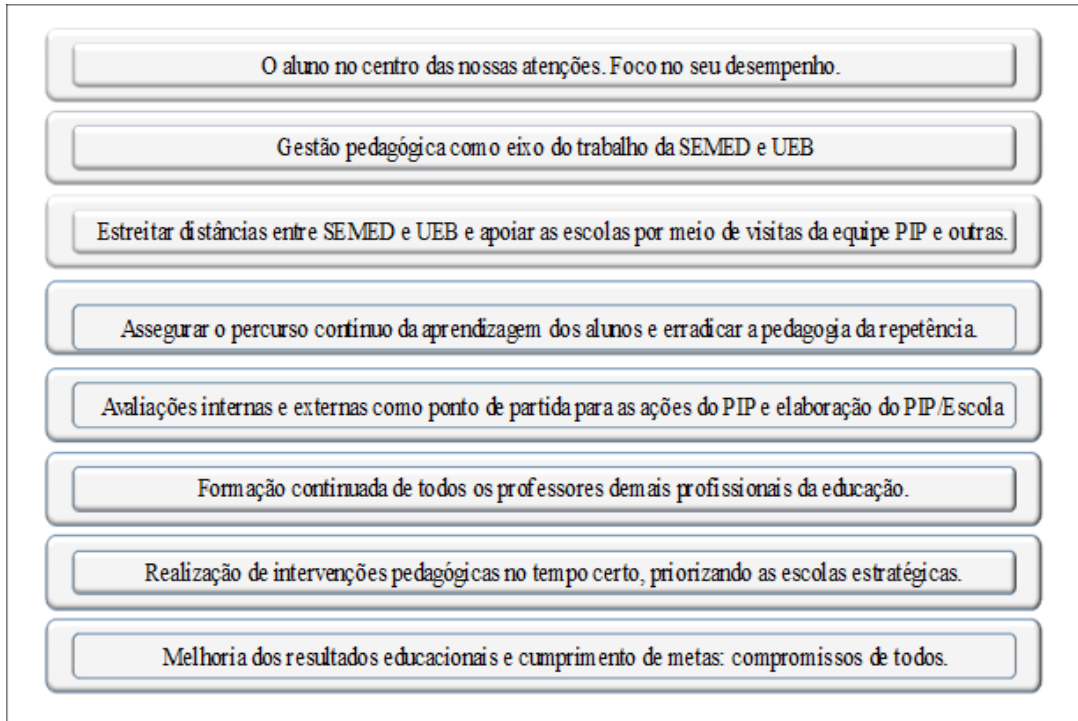 O aluno no centro das nossas atenções. Foco no seu desempenho.
Gestão pedagógica como eixo do trabalho da SEMED e UEB
Estreitar distâncias entre SEMED e UEB e apoiar as escolas por meio de visitas da equipe PIP e outras.
Assegurar o percurso contínuo da aprendizagem dos alunos e erradicar a pedagogia da repetência.
Avaliações internas e externas como ponto de partida para as ações do PIP e elaboração do PIP/Escola
Formação continuada de todos os professores demais profissionais da educação.
Realização de intervenções pedagógicas no tempo certo, priorizando as escolas estratégicas.
Melhoria dos resultados educacionais e cumprimento de metas: compromissos de todos.